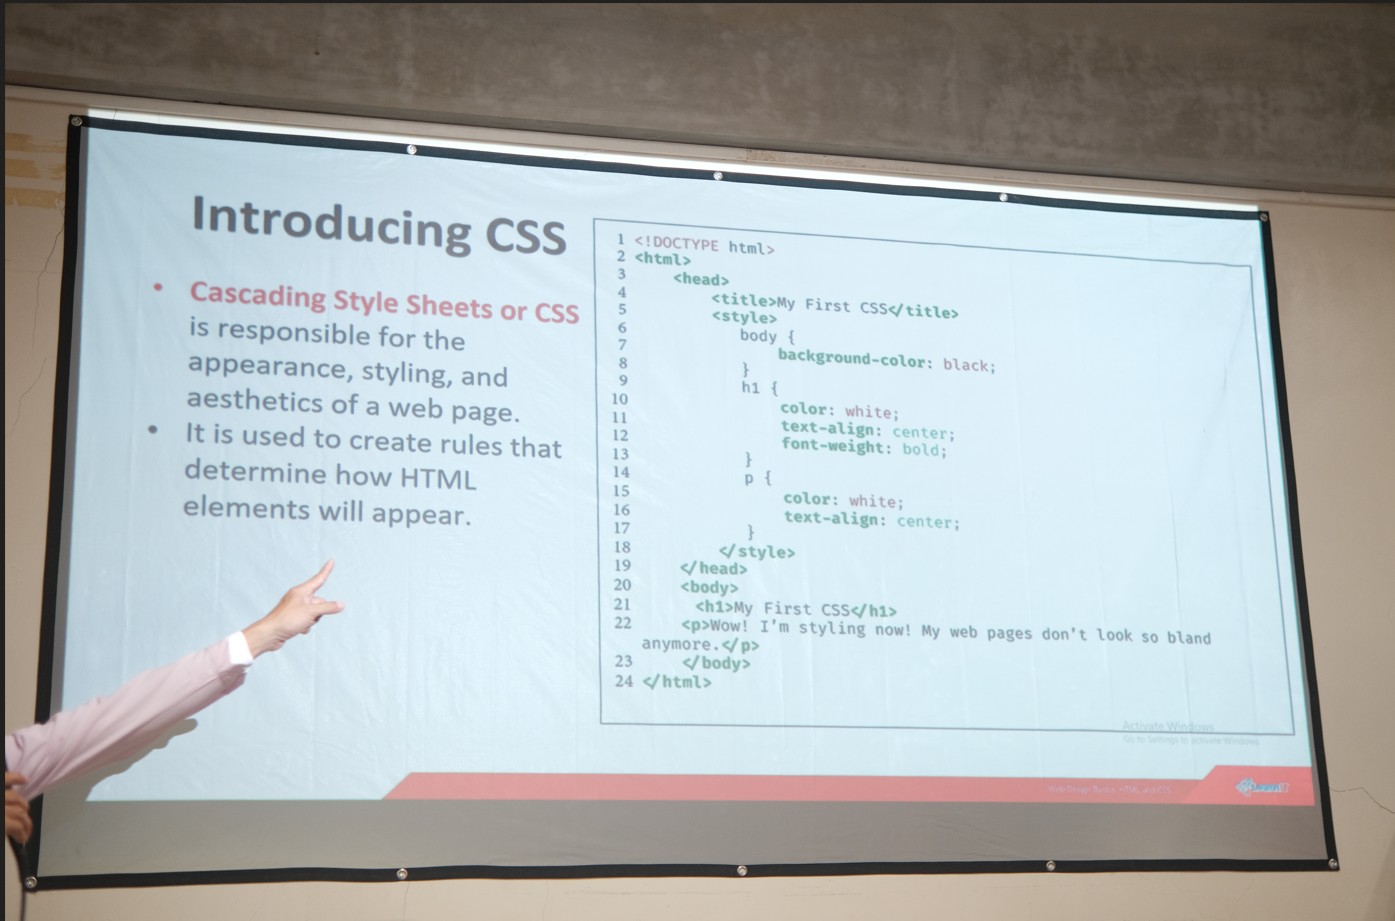 Introducing CSS
• Cascading Style Sheets or CSS
is responsible for the
appearance, styling, and
aesthetics of a web page.
• It is used to create rules that
determine how HTML
elements will appear.
1 <!DOCTYPE html>
2 <html>
3 <head>
4 <title>My First CSS</title>
5 <style>
6 body {
7 background-color: black;
8 }
9 h1 {
10 color: white;
11 text-align: center;
12 font-weight: bold;
13 }
14 p {
15 color: white;
16 text-align: center;
17 }
18 </style>
19 </head>
20 <body>
21 <h1>My First CSS</h1>
22 <p>Wow! I'm styling now! My web pages don't look so bland
anymore.</p>
23 </body>
24 </html>
Activate Windows
Go to Settings to activate Windows.
Web Design Basics: HTML and CSS